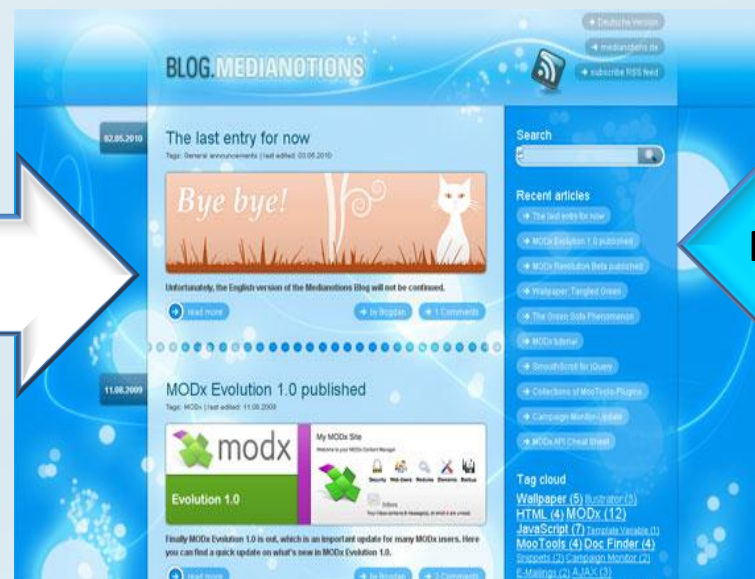 → Deutsche Version
→ medianotions.de
→ subscribe RSS feed
BLOG.MEDIANOTIONS
02.05.2010
The last entry for now
Tags: General announcements | last edited: 03.05.2010
Bye bye!
Unfortunately, the English version of the Medianotions Blog will not be continued.
→ read more
→ by Bogdan
→ 1 Comments
11.08.2009
MODx Evolution 1.0 published
Tags: MODx | last edited: 11.08.2009
modx
Evolution 1.0
My MODx Site
Welcome to your MODx Content Manager
Security Web Users Modules Elements Backup
Inbox
Finally MODx Evolution 1.0 is out, which is an important update for many MODx users. Here
you can find a quick update on what's new in MODx Evolution 1.0.
→ read more
→ by Bogdan
→ 3 Comments
Search
Recent articles
→ The last entry for now
→ MODx Evolution 1.0 published
→ MODx Revolution Beta published
→ Wallpaper: Tangled Green
→ The Green Sofa Phenomenon
→ MODx tutorial
→ SmoothScroll for jQuery
→ Collections of MooTools-Plugins
→ Campaign-Monitor-Update
→ MODx API Cheat Sheet
Tag cloud
Wallpaper (5) Illustrator (5)
HTML (4) MODx (12)
JavaScript (7) Template Variable (1)
MooTools (4) Doc Finder (4)
Snippets (2) Campaign Monitor (2)
E-Mailings (2) AJAX (3)